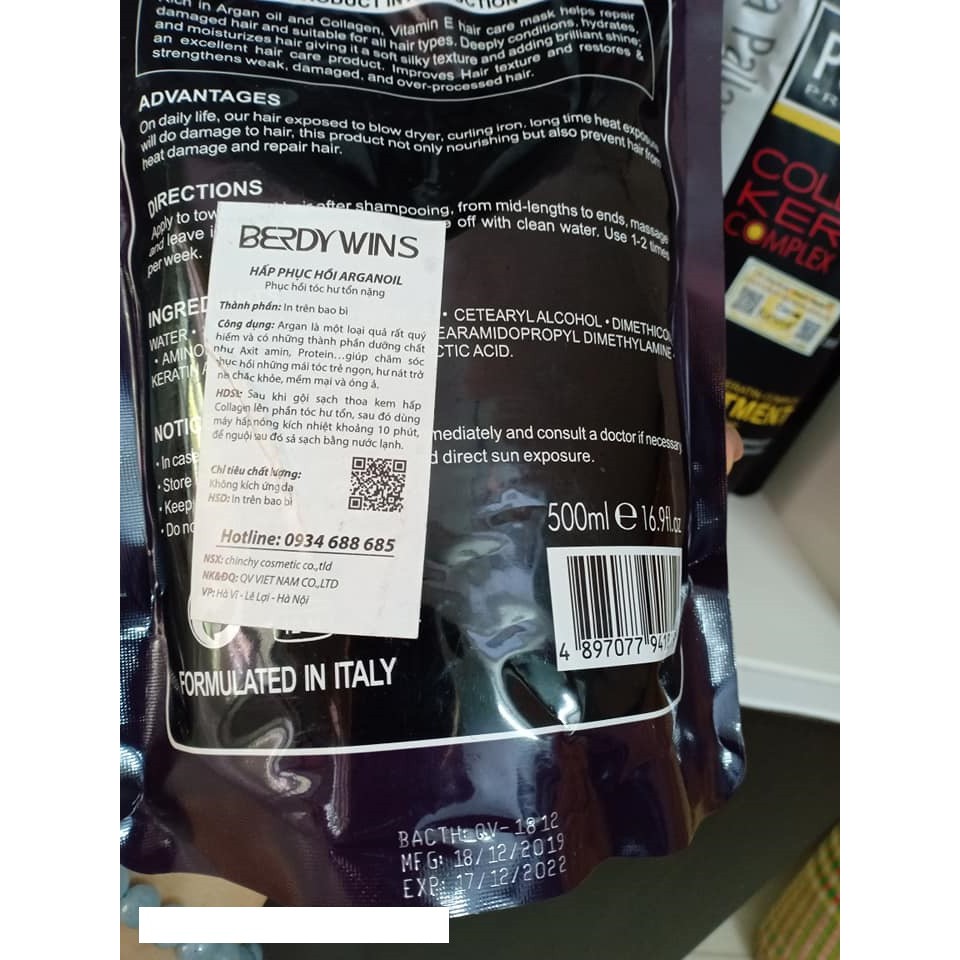 Rich in Argan oil and Collagen, Vitamin E hair care mask helps repair
damaged hair and suitable for all hair types. Deeply conditions, hydrates,
and moisturizes hair giving it a soft silky texture and adding brilliant shine;
an excellent hair care product. Improves Hair texture and restores &
strengthens weak, damaged, and over-processed hair.
ADVANTAGES
On daily life, our hair exposed to blow dryer, curling iron, long time heat
will do damage to hair, this product not only nourishing but also prevent hair from
heat damage and repair hair.
DIRECTIONS
Apply to after shampooing, from mid-lengths to ends, massage
and leave off with clean water. Use 1-2 times
per week.
WATER • CETEARYL ALCOHOL •
DIMETHYLAMINE
KERATIN ACID.
mediately and consult a doctor if necessary
• In case
• Store direct sun exposure.
• Keep
BERDYWINS
HẤP PHỤC HỒI ARGANOIL
Phục hồi tóc hư tổn nặng
Thành phần: In trên bao bì
Công dụng: Argan là một loại quả rất quý
hiếm và có những thành phần dưỡng chất
như Axit amin, Protein...giúp chăm sóc
phục hồi những mái tóc trẻ ngọn, hư nát trở
nên chắc khỏe, mềm mại và óng ả.
HDSD: Sau khi gội sạch thoa kem hấp
Collagen lên phần tóc hư tổn, sau đó dùng
máy hấp nóng kích nhiệt khoảng 10 phút,
để nguội sau đó sả sạch bằng nước lạnh.
Chỉ tiêu chất lượng:
Không kích ứng da
HSD: In trên bao bì
Hotline: 0934 688 685
NSX: chinchy cosmetic co.,tld
NK&ĐQ: QV VIET NAM CO.,LTD
VP: Hà Vĩ - Lê Lợi - Hà Nội
500ml e 16.9fl.oz
4 897077
FORMULATED IN ITALY
BACTH: QV-1812
MFG: 18/12/2019
EXP: 17/12/2022
COMPLEX